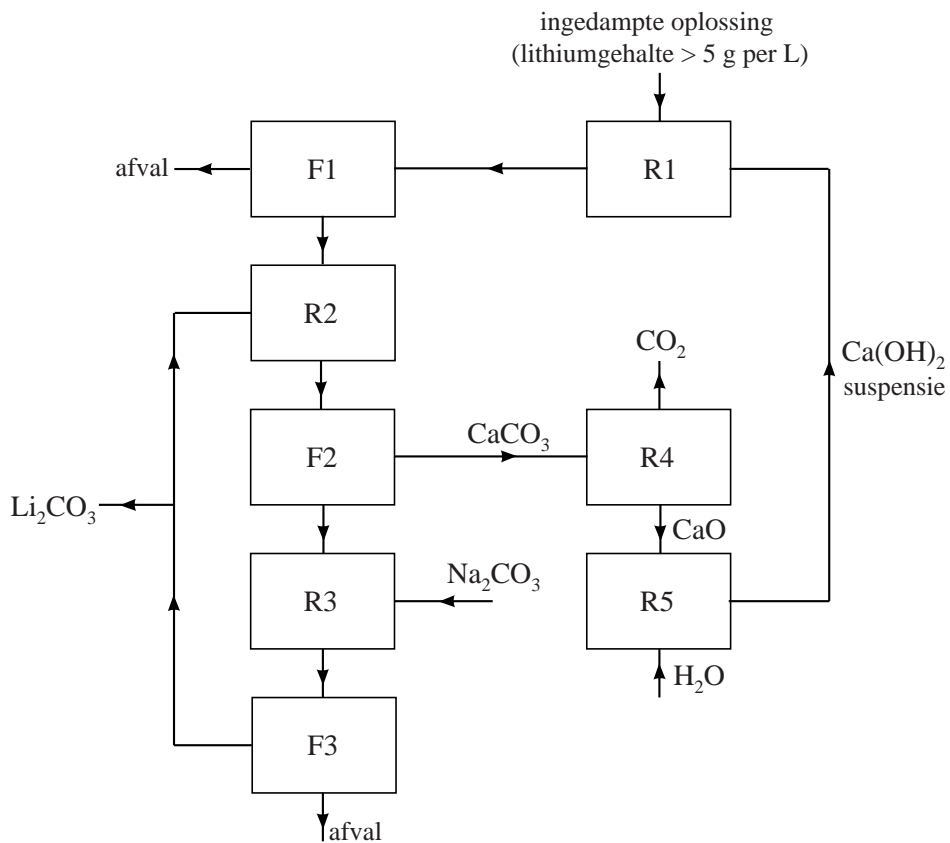 ingedampte oplossing
(lithiumgehalte > 5 g per L)
afval
F1
R1
R2
CO₂
Ca(OH)₂
suspensie
F2
CaCO₃
R4
Li₂CO₃
CaO
R3
Na₂CO₃
R5
H₂O
F3
afval